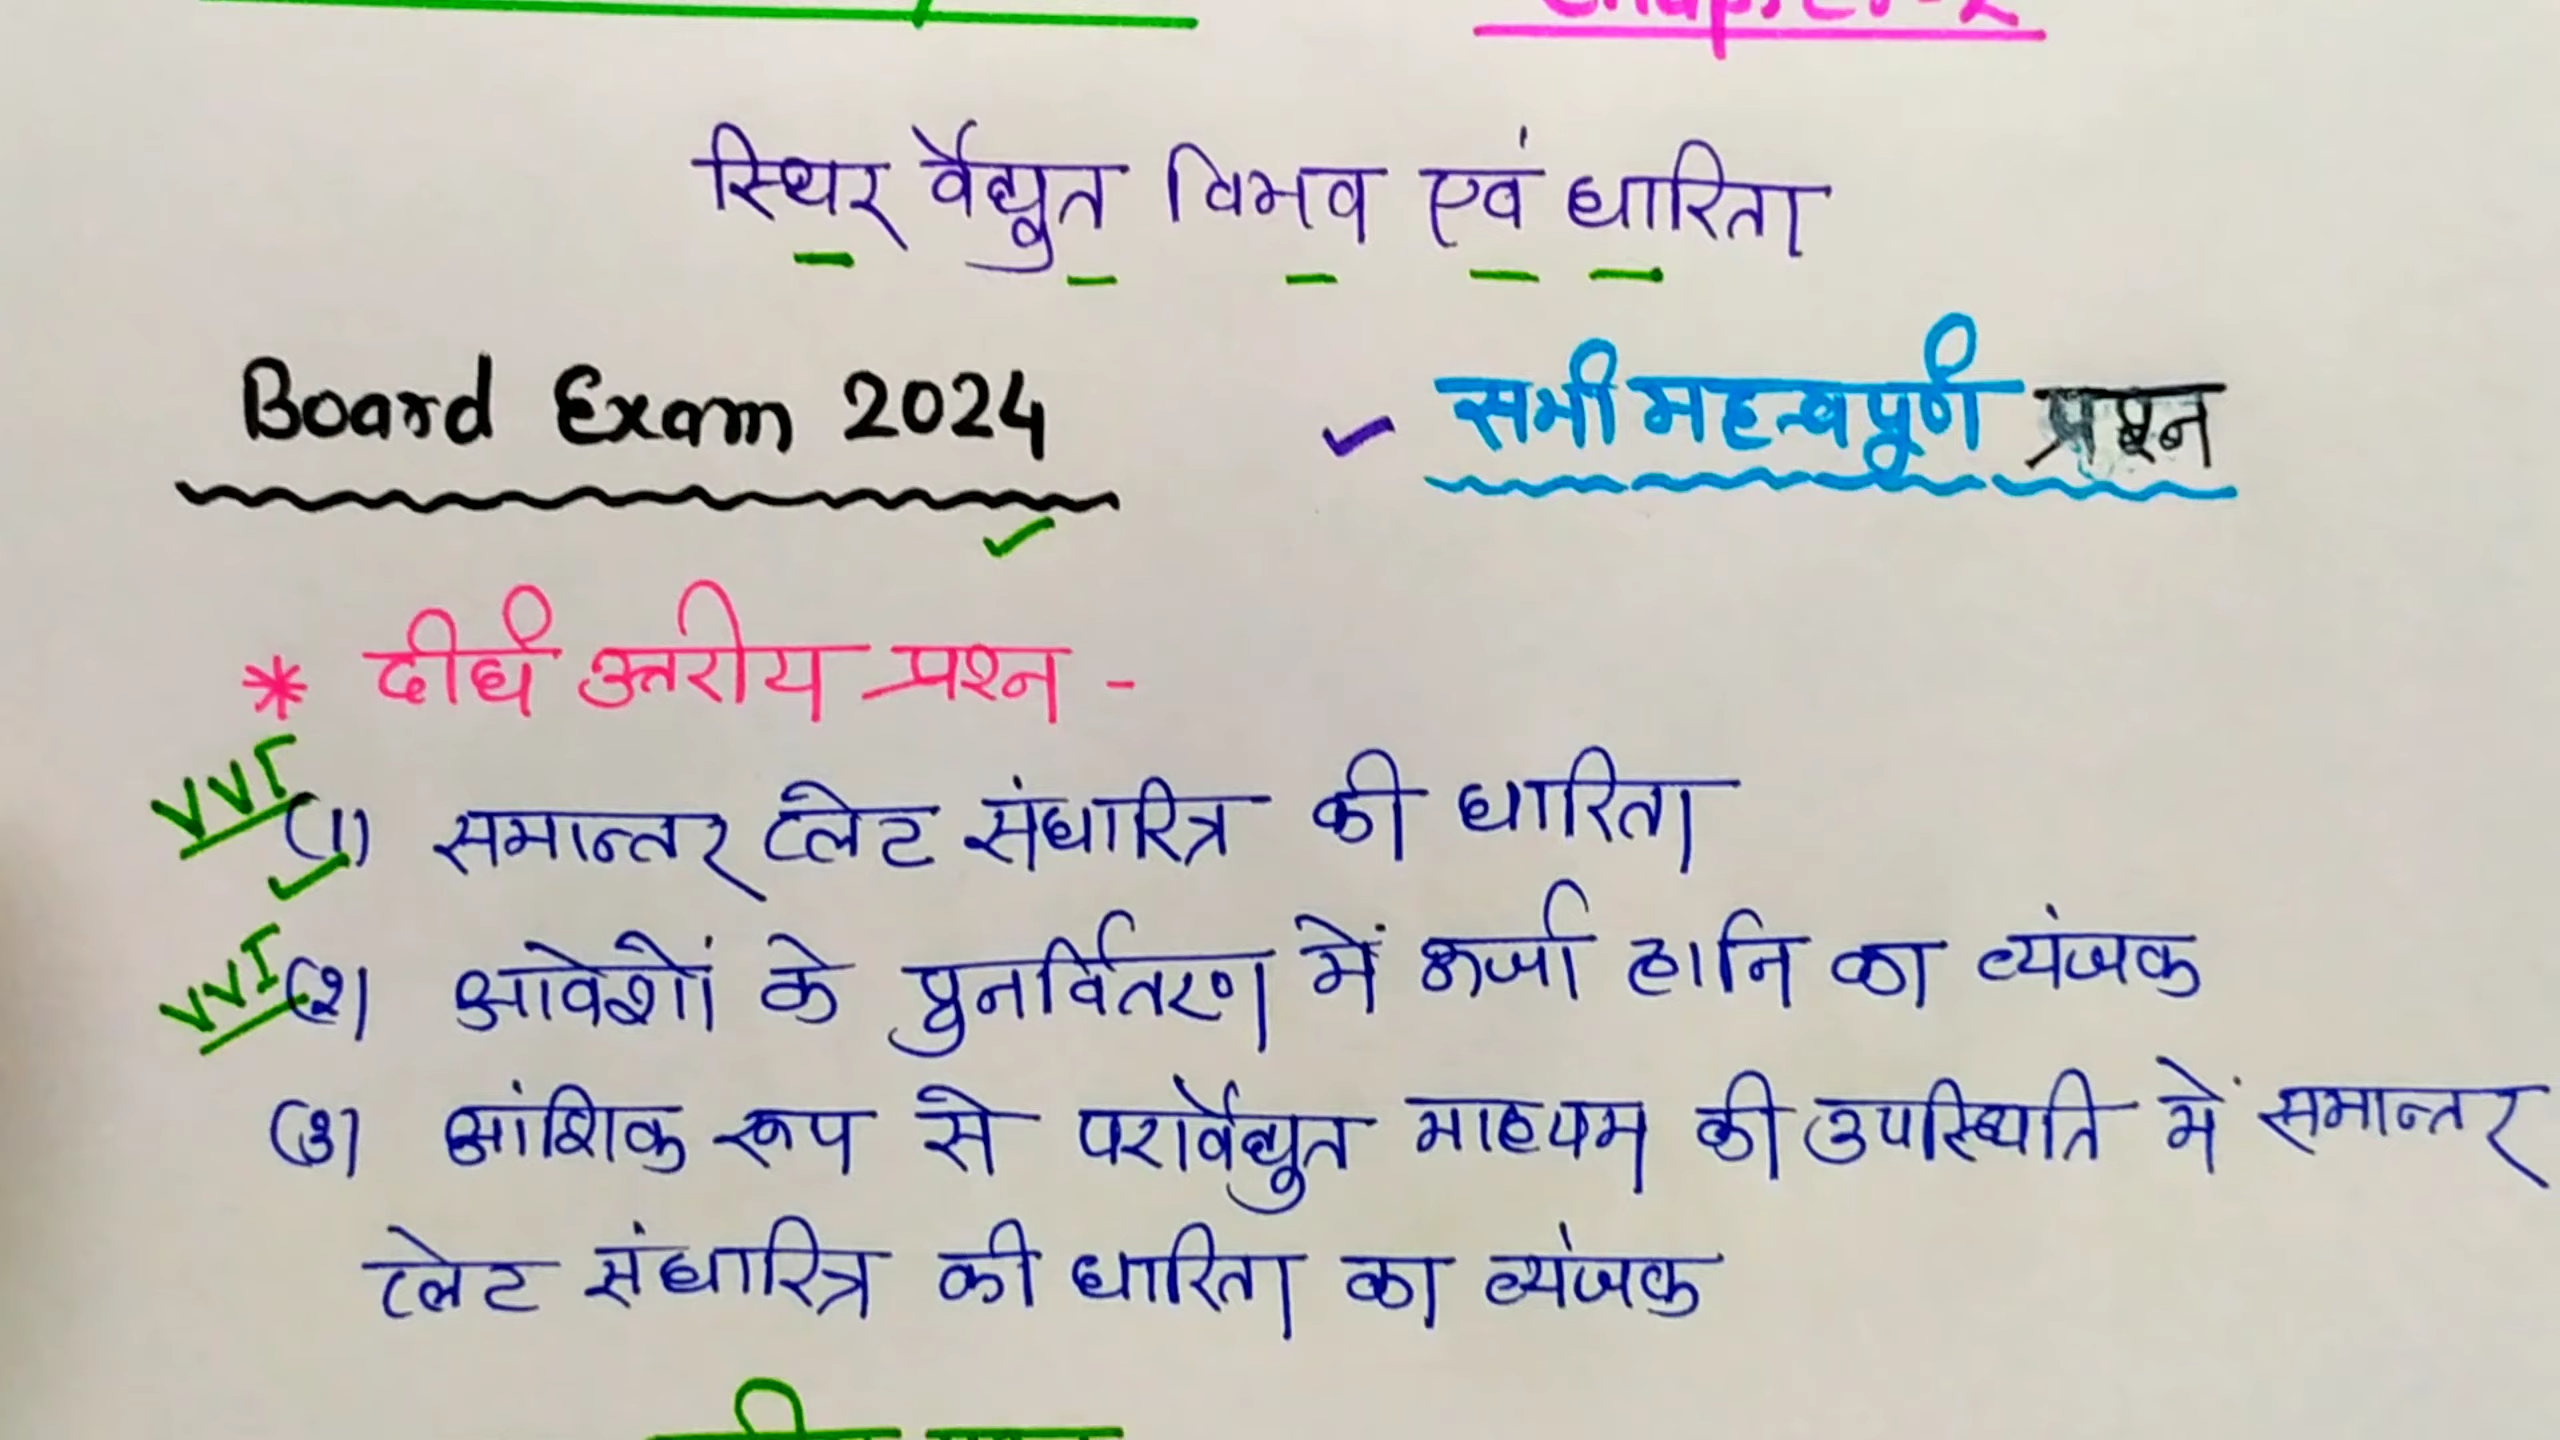 स्थिर वैद्युत विभव एवं धारिता
Board Exam 2024 सभी महत्वपूर्ण प्रश्न
* दीर्घ उत्तरीय प्रश्न -
VVI (1) समान्तर प्लेट संधारित्र की धारिता
VVI (2) आवेशों के पुनर्वितरण में ऊर्जा हानि का व्यंजक
(3) आंशिक रूप से परावैद्युत माध्यम की उपस्थिति में समान्तर
प्लेट संधारित्र की धारिता का व्यंजक